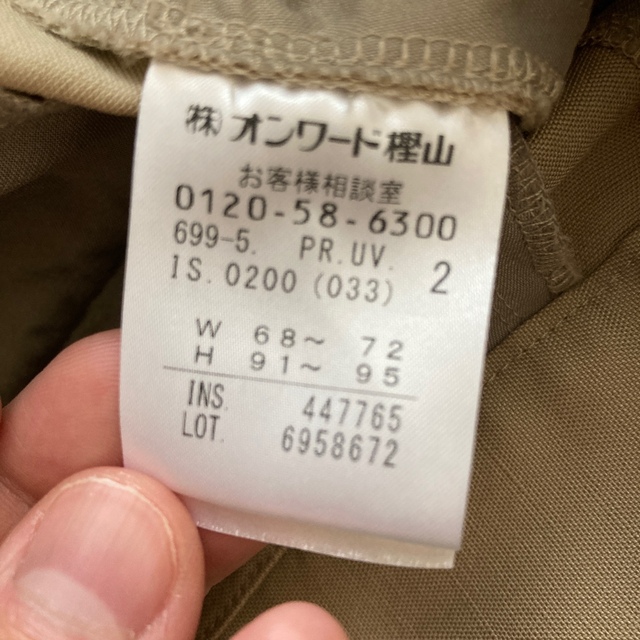 ㈱オンワード樫山
お客様相談室
0120-58-6300
699-5. PR.UV. 2
IS.0200 (033)
W 68〜 72
H 91〜 95
INS. 447765
LOT. 6958672